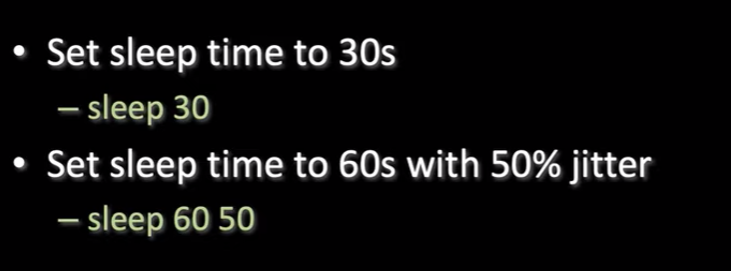 • Set sleep time to 30s
– sleep 30
• Set sleep time to 60s with 50% jitter
– sleep 60 50